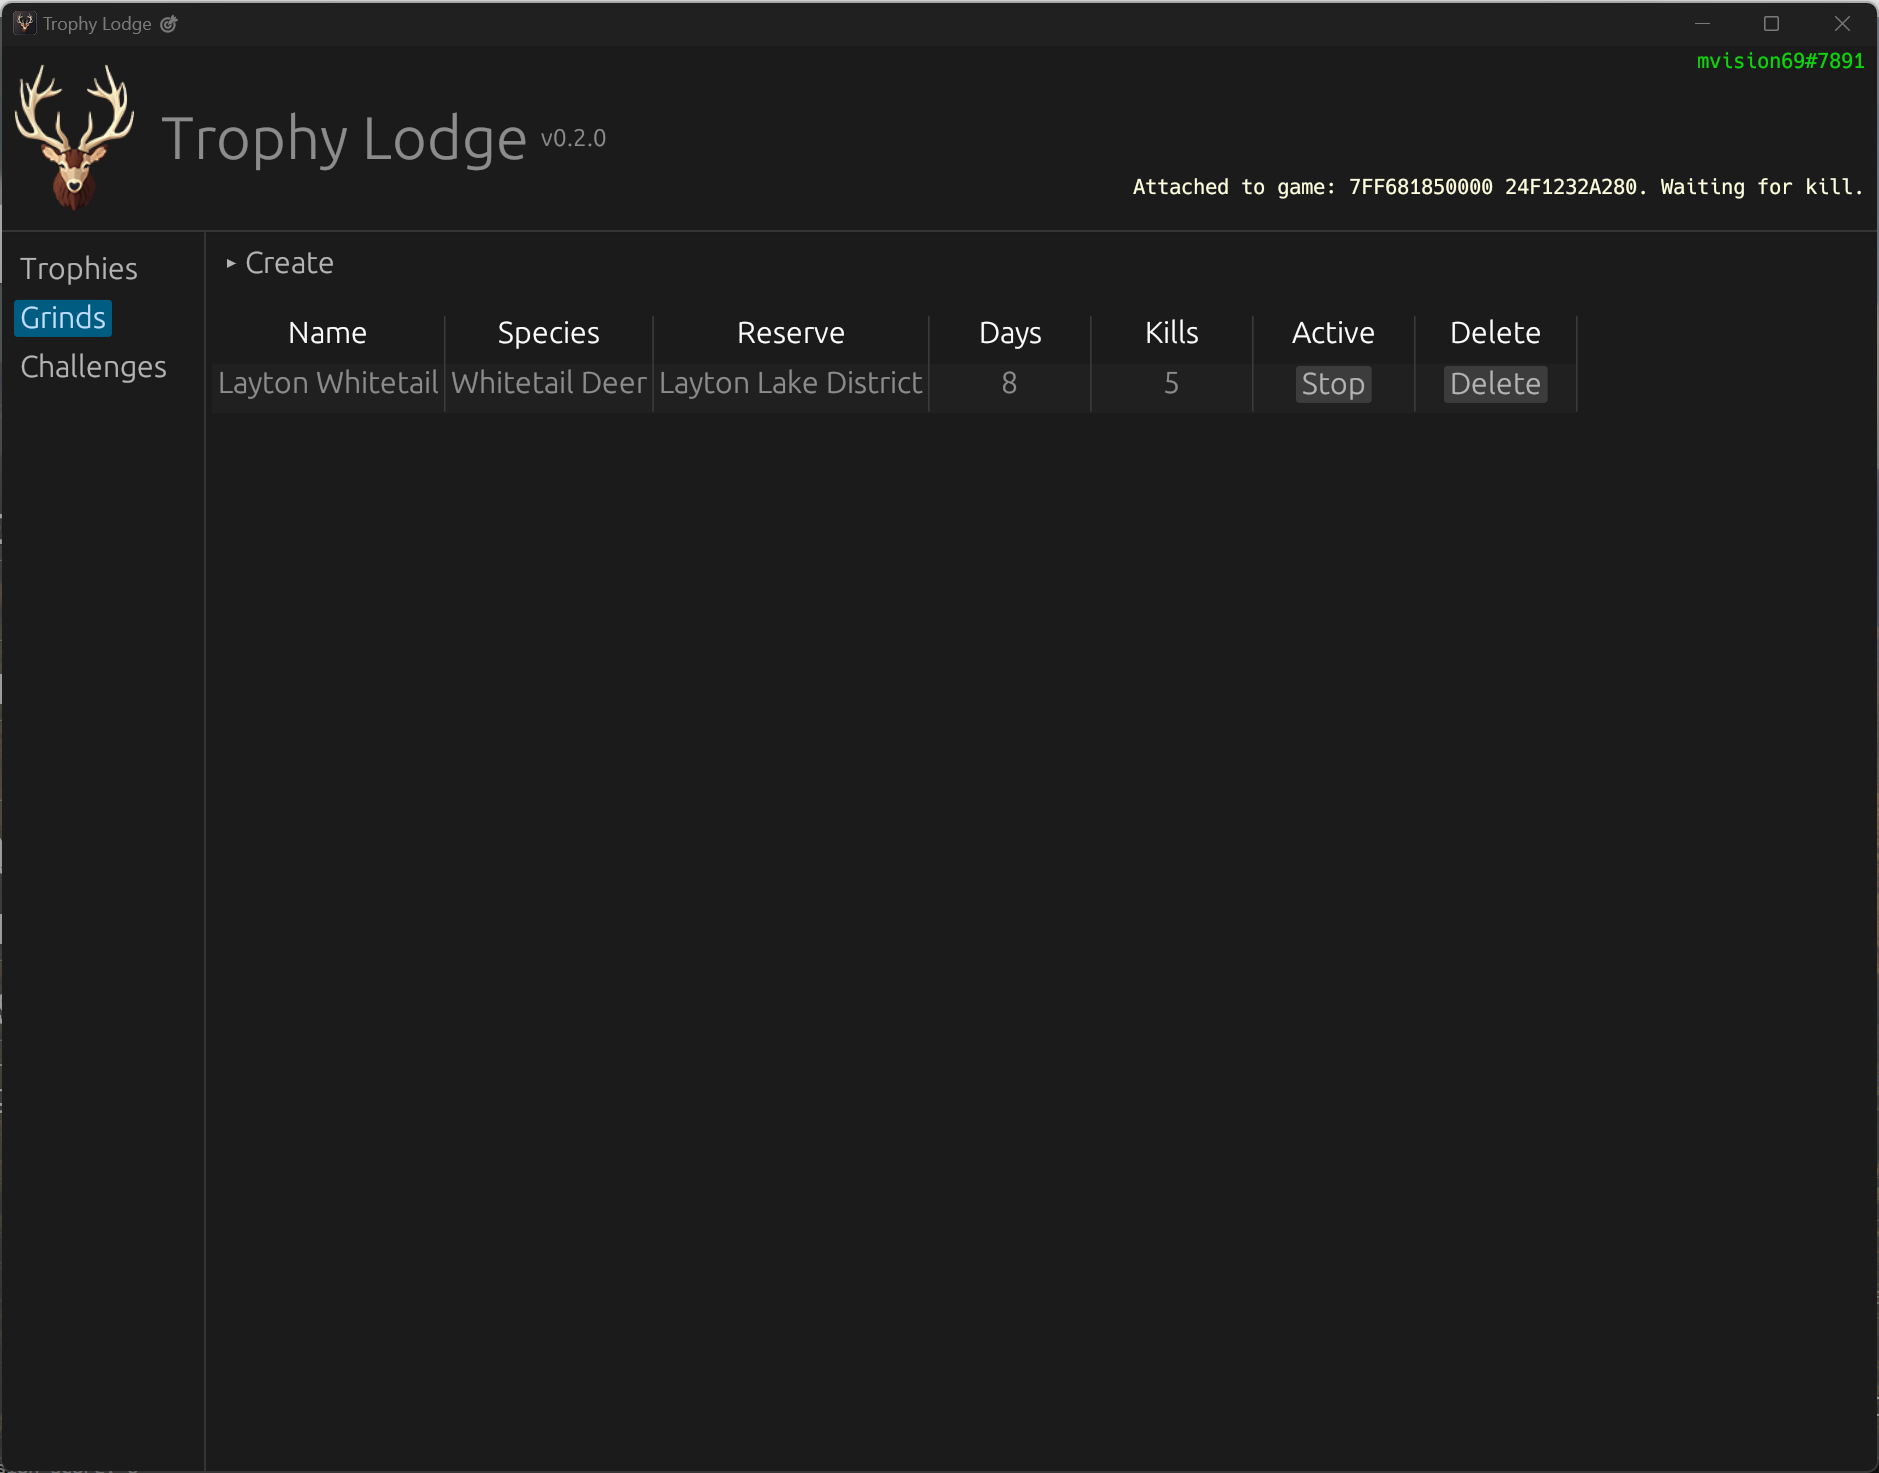 Trophy Lodge
mvision69#7891
Trophy Lodge v0.2.0
Attached to game: 7FF681850000 24F1232A280. Waiting for kill.
Trophies
Grinds
Challenges
▸ Create
Name Species Reserve Days Kills Active Delete
Layton Whitetail Whitetail Deer Layton Lake District 8 5 Stop Delete